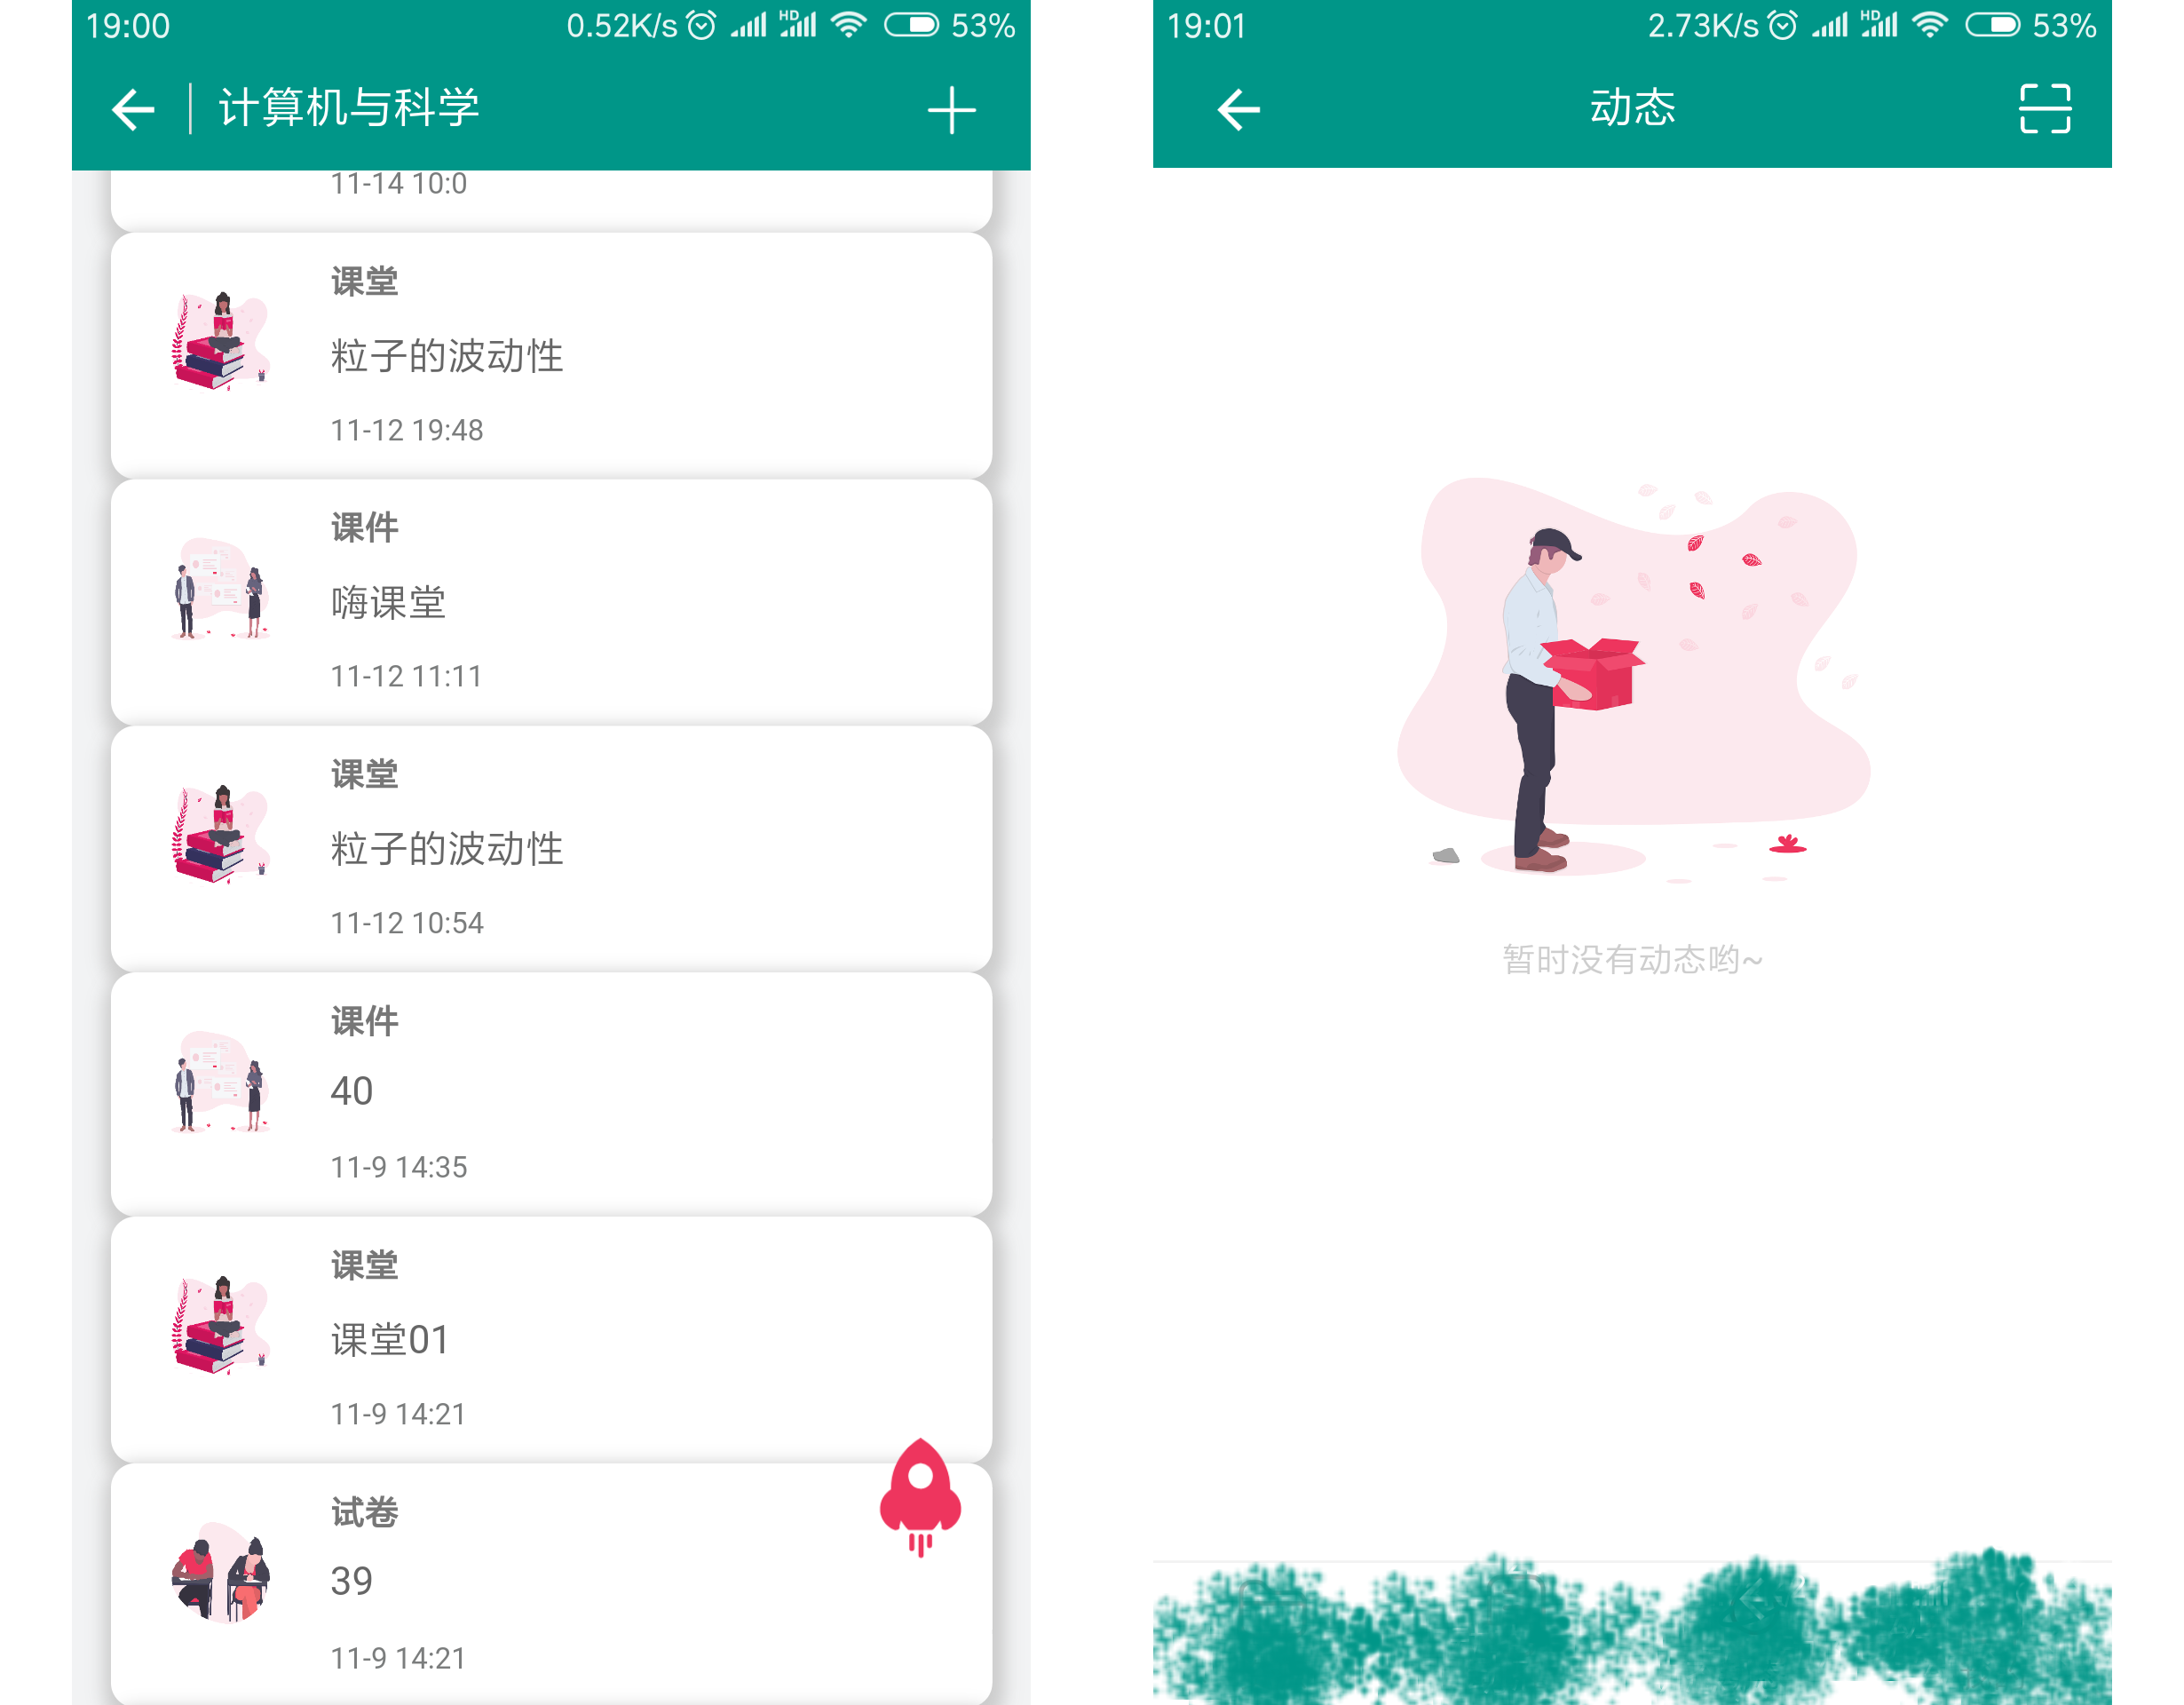 19:00
0.52K/s
HD
53%
计算机与科学
11-14 10:0
课堂
粒子的波动性
11-12 19:48
课件
嗨课堂
11-12 11:11
课堂
粒子的波动性
11-12 10:54
课件
40
11-9 14:35
课堂
课堂01
11-9 14:21
试卷
39
11-9 14:21
19:01
2.73K/s
HD
53%
动态
暂时没有动态哟~